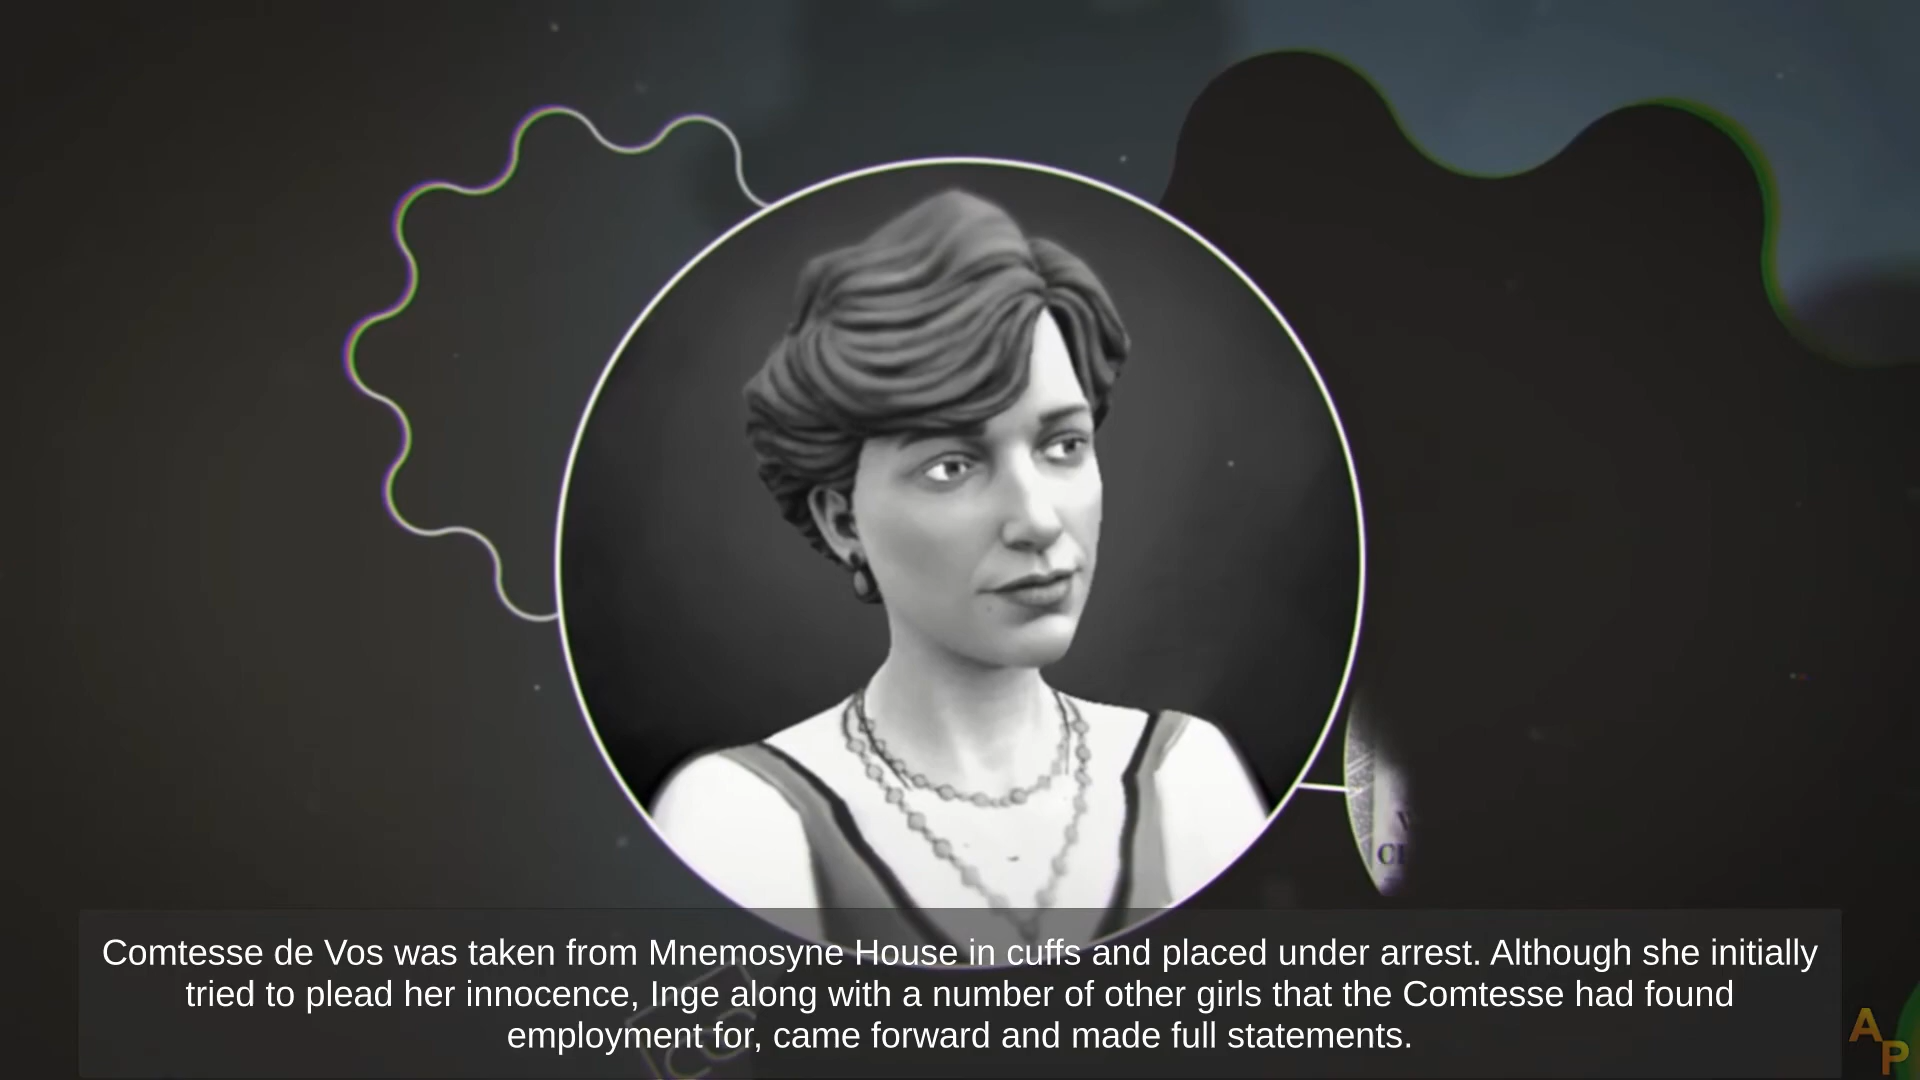 Comtesse de Vos was taken from Mnemosyne House in cuffs and placed under arrest. Although she initially
tried to plead her innocence, Inge along with a number of other girls that the Comtesse had found
employment for, came forward and made full statements.
A
P